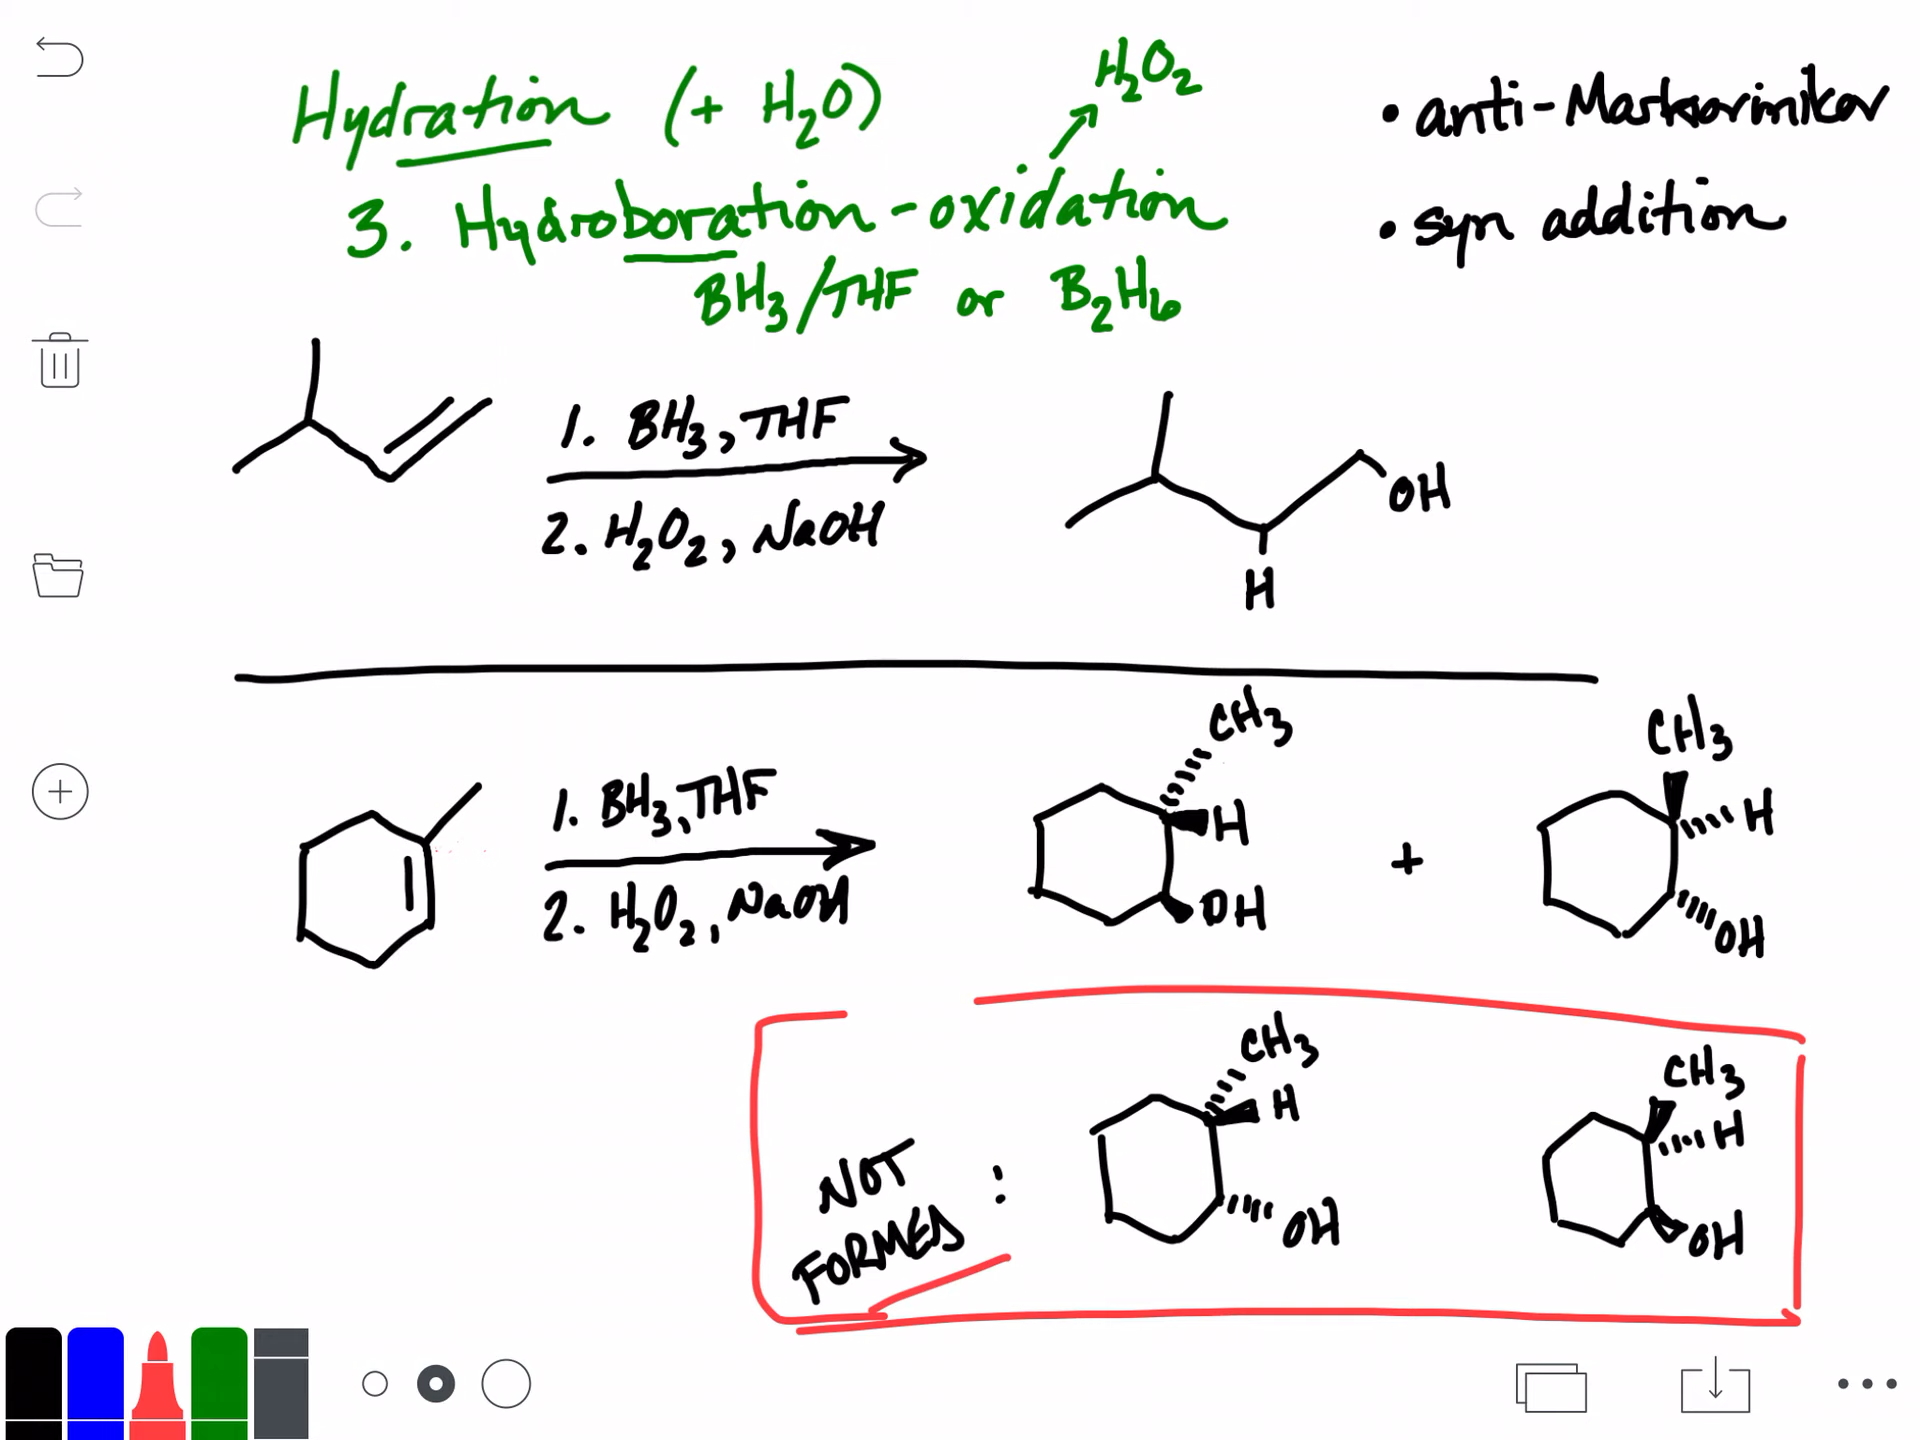 Hydration (+ H₂O)
H₂O₂
• anti-Markovnikov
3. Hydroboration-oxidation
• syn addition
BH₃/THF or B₂H₆
1. BH₃, THF
2. H₂O₂, NaOH
OH
H
CH₃
CH₃
1. BH₃, THF
H
H
+
2. H₂O₂, NaOH
OH
OH
CH₃
CH₃
H
H
NOT
FORMED :
OH
OH